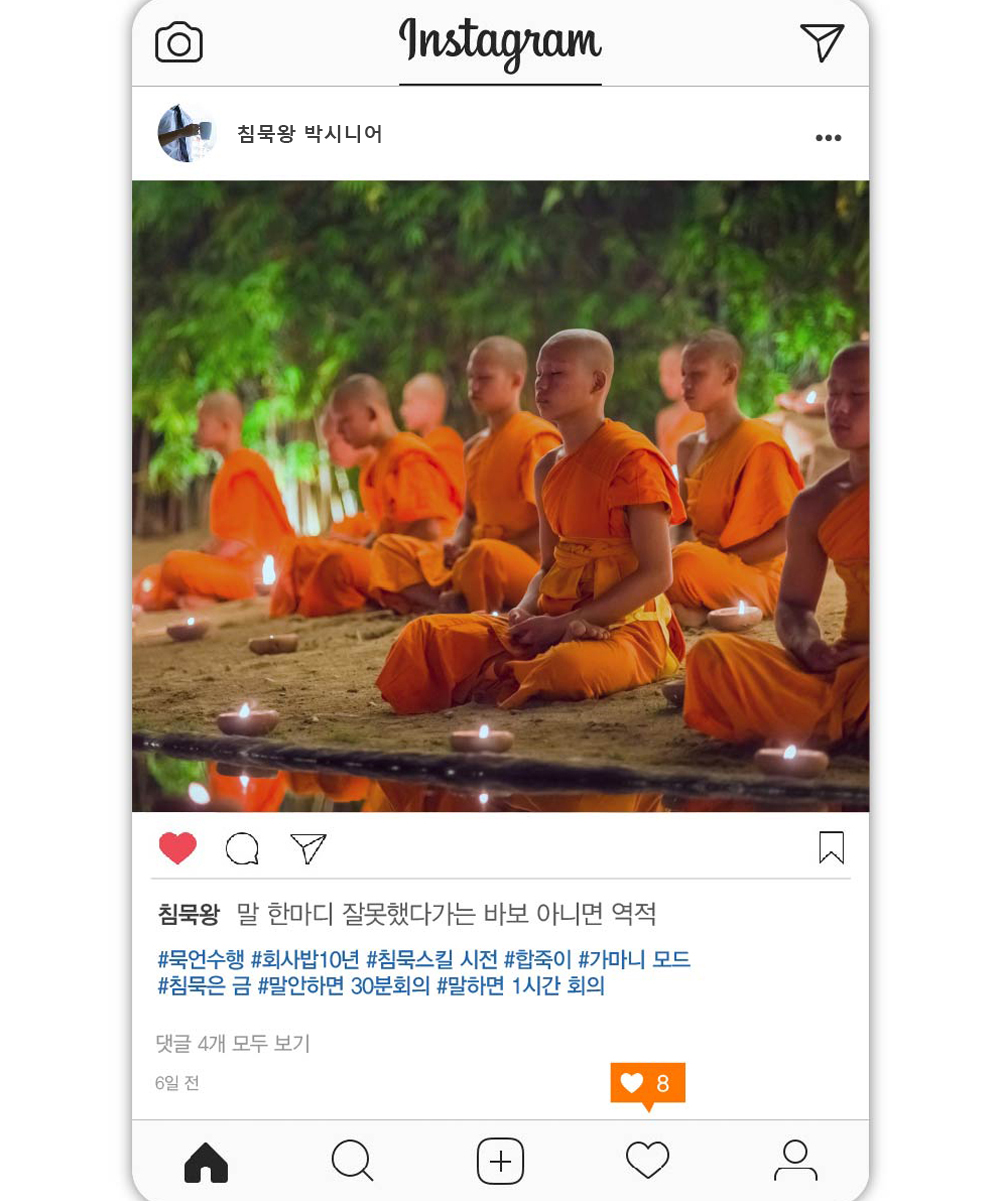 Instagram
침묵왕 박시니어
침묵왕 말 한마디 잘못했다가는 바보 아니면 역적
#묵언수행 #회사밥10년 #침묵스킬 시전 #합죽이 #가마니 모드
#침묵은 금 #말안하면 30분회의 #말하면 1시간 회의
댓글 4개 모두 보기
6일 전
8